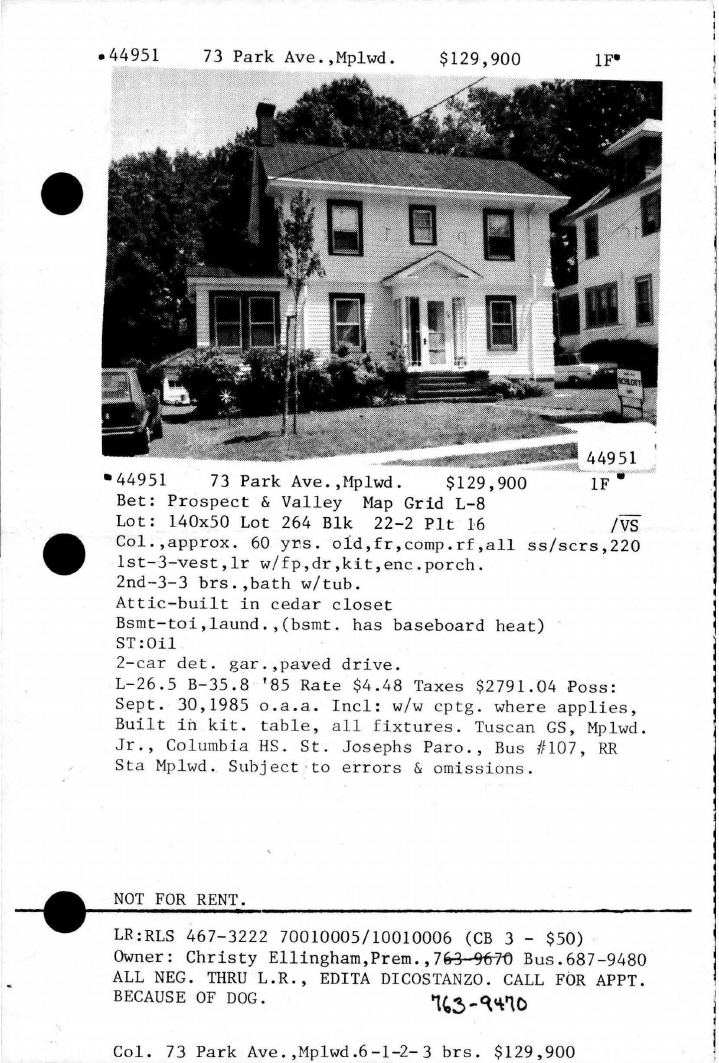 44951 73 Park Ave.,Mplwd. $129,900 1F
44951
44951 73 Park Ave.,Mplwd. $129,900 1F
Bet: Prospect & Valley Map Grid L-8
Lot: 140x50 Lot 264 Blk 22-2 Plt 16 /VS
Col.,approx. 60 yrs. old,fr,comp.rf,all ss/scrs,220
1st-3-vest,lr w/fp,dr,kit,enc.porch.
2nd-3-3 brs.,bath w/tub.
Attic-built in cedar closet
Bsmt-toi,laund.,(bsmt. has baseboard heat)
ST:Oil
2-car det. gar.,paved drive.
L-26.5 B-35.8 '85 Rate $4.48 Taxes $2791.04 Poss:
Sept. 30,1985 o.a.a. Incl: w/w cptg. where applies,
Built in kit. table, all fixtures. Tuscan GS, Mplwd.
Jr., Columbia HS. St. Josephs Paro., Bus #107, RR
Sta Mplwd. Subject to errors & omissions.
NOT FOR RENT.
LR:RLS 467-3222 70010005/10010006 (CB 3 - $50)
Owner: Christy Ellingham,Prem.,763-9670 Bus.687-9480
ALL NEG. THRU L.R., EDITA DICOSTANZO. CALL FOR APPT.
BECAUSE OF DOG. 763-9470
Col. 73 Park Ave.,Mplwd.6-1-2-3 brs. $129,900